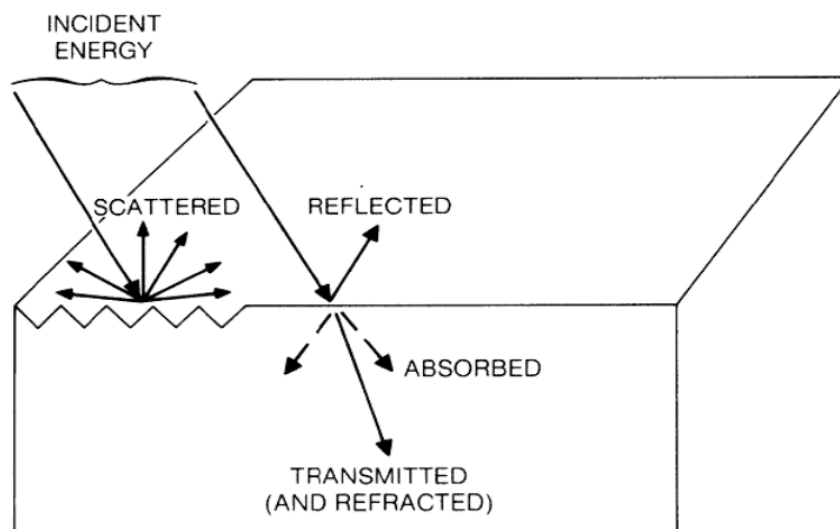 INCIDENT
ENERGY
SCATTERED
REFLECTED
ABSORBED
TRANSMITTED
(AND REFRACTED)